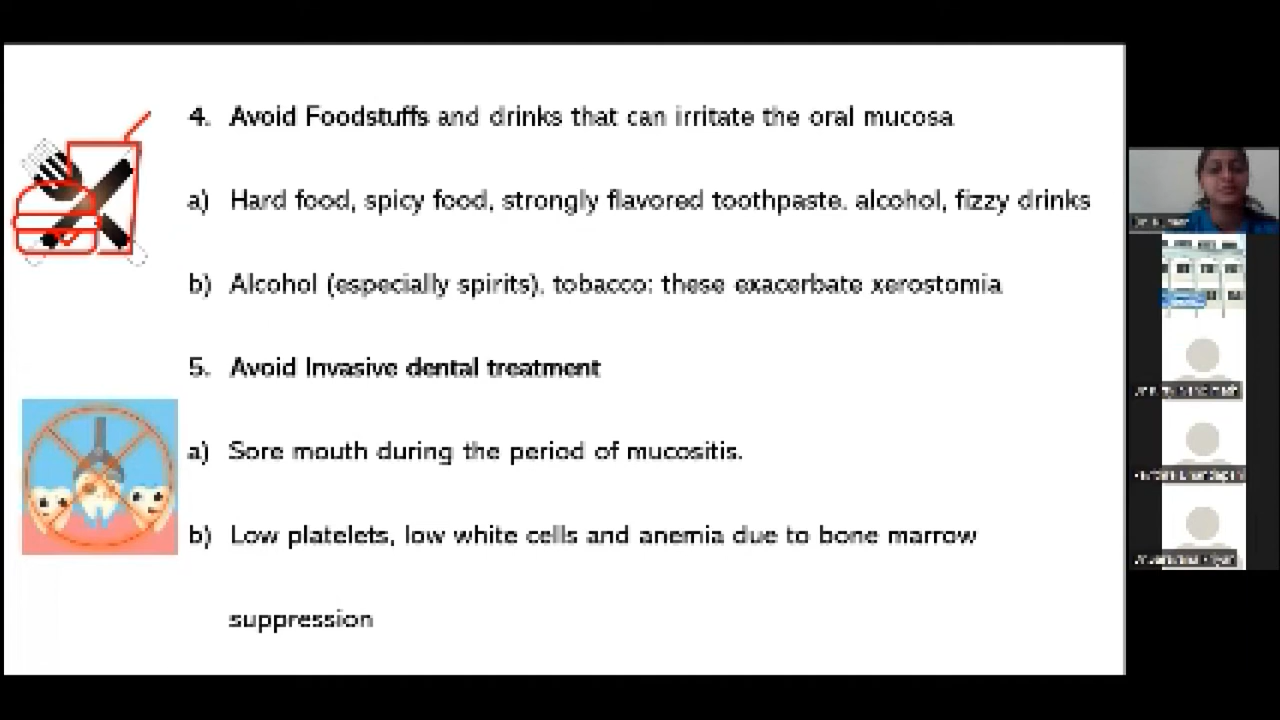 4. Avoid Foodstuffs and drinks that can irritate the oral mucosa
a) Hard food, spicy food, strongly flavored toothpaste. alcohol, fizzy drinks
b) Alcohol (especially spirits), tobacco: these exacerbate xerostomia
5. Avoid Invasive dental treatment
a) Sore mouth during the period of mucositis.
b) Low platelets, low white cells and anemia due to bone marrow
suppression